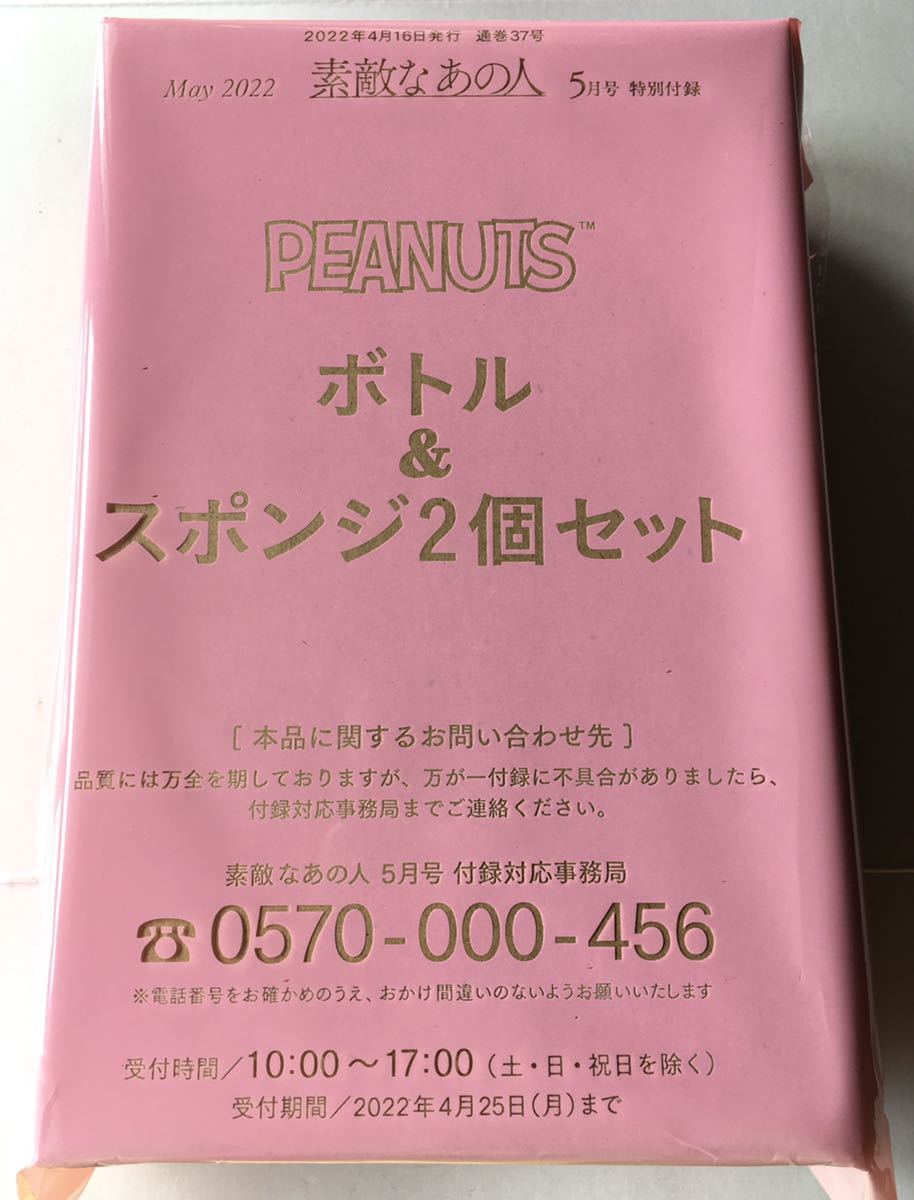 2022年4月16日発行 通巻37号
May 2022 素敵なあの人 5月号 特別付録
PEANUTS™
ボトル
&
スポンジ2個セット
[ 本品に関するお問い合わせ先 ]
品質には万全を期しておりますが、万が一付録に不具合がありましたら、
付録対応事務局までご連絡ください。
素敵なあの人 5月号 付録対応事務局
☎0570-000-456
※電話番号をお確かめのうえ、おかけ間違いのないようお願いいたします
受付時間/10:00〜17:00(土・日・祝日を除く)
受付期間/2022年4月25日(月)まで